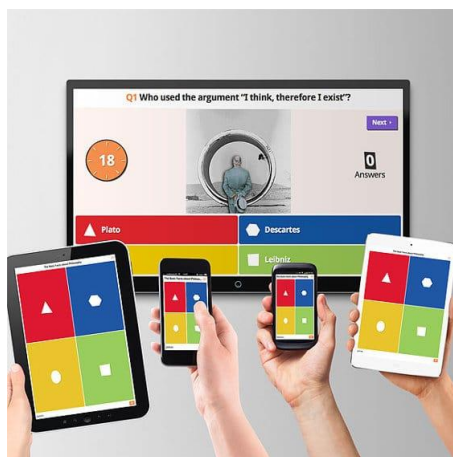 Q1 Who used the argument "I think, therefore I exist"?
Next ›
18
0
Answers
Plato
Descartes
Leibniz